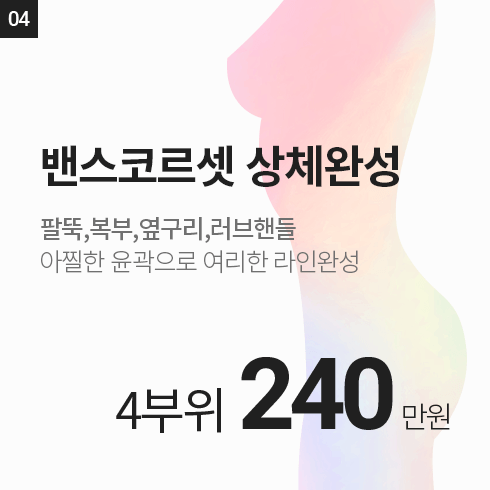 04
밴스코르셋 상체완성
팔뚝,복부,옆구리,러브핸들
아찔한 윤곽으로 여리한 라인완성
4부위 240 만원